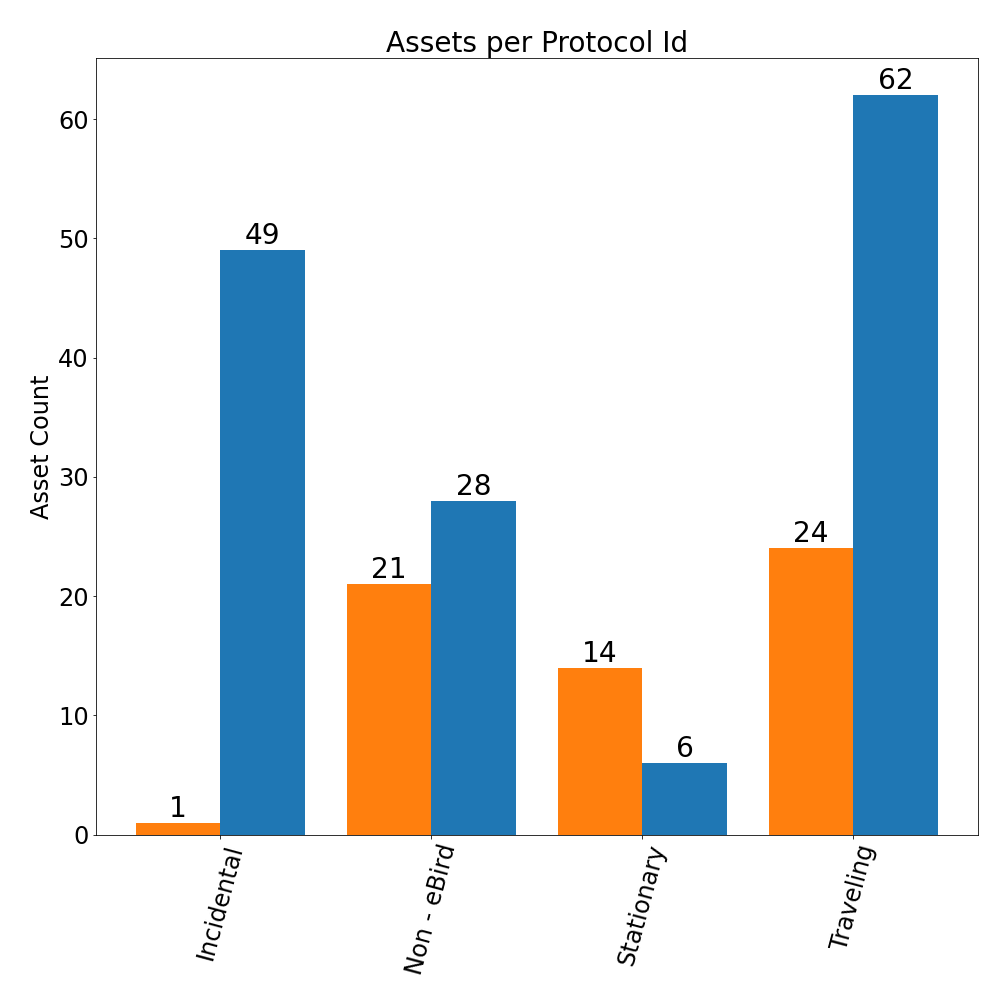 Assets per Protocol Id
Asset Count
60
50
40
30
20
10
0
1
49
21
28
14
6
24
62
Incidental
Non - eBird
Stationary
Traveling